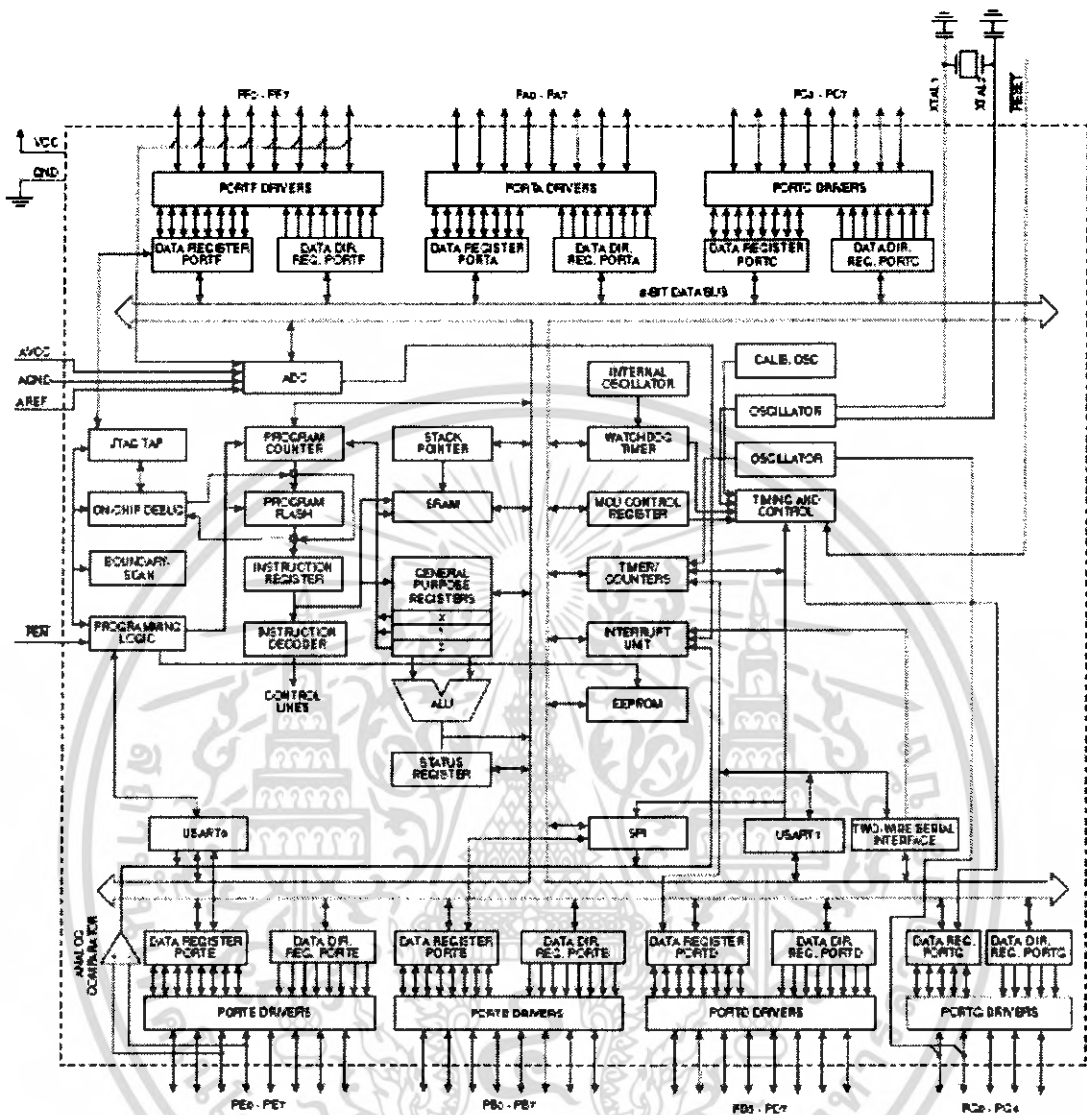 XTAL1
XTAL2
RESET
PF0 - PF7
PA0 - PA7
PC0 - PC7
VCC
GND
PORTF DRIVERS
PORTA DRIVERS
PORTC DRIVERS
DATA REGISTER
PORTF
DATA DIR.
REG. PORTF
DATA REGISTER
PORTA
DATA DIR.
REG. PORTA
DATA REGISTER
PORTC
DATA DIR.
REG. PORTC
8-BIT DATA BUS
AVCC
AGND
AREF
ADC
INTERNAL
OSCILLATOR
CALIB. OSC
OSCILLATOR
JTAG TAP
PROGRAM
COUNTER
STACK
POINTER
WATCHDOG
TIMER
OSCILLATOR
ON-CHIP DEBUG
PROGRAM
FLASH
SRAM
MCU CONTROL
REGISTER
TIMING AND
CONTROL
BOUNDARY-
SCAN
INSTRUCTION
REGISTER
GENERAL
PURPOSE
REGISTERS
X
Y
Z
TIMER/
COUNTERS
PEN
PROGRAMMING
LOGIC
INSTRUCTION
DECODER
INTERRUPT
UNIT
CONTROL
LINES
ALU
EEPROM
STATUS
REGISTER
USART0
SPI
USART1
TWO-WIRE SERIAL
INTERFACE
ANALOG
COMPARATOR
DATA REGISTER
PORTE
DATA DIR.
REG. PORTE
DATA REGISTER
PORTB
DATA DIR.
REG. PORTB
DATA REGISTER
PORTD
DATA DIR.
REG. PORTD
DATA REG.
PORTG
DATA DIR.
REG. PORTG
PORTE DRIVERS
PORTB DRIVERS
PORTD DRIVERS
PORTG DRIVERS
PE0 - PE7
PB0 - PB7
PD0 - PD7
PG0 - PG4